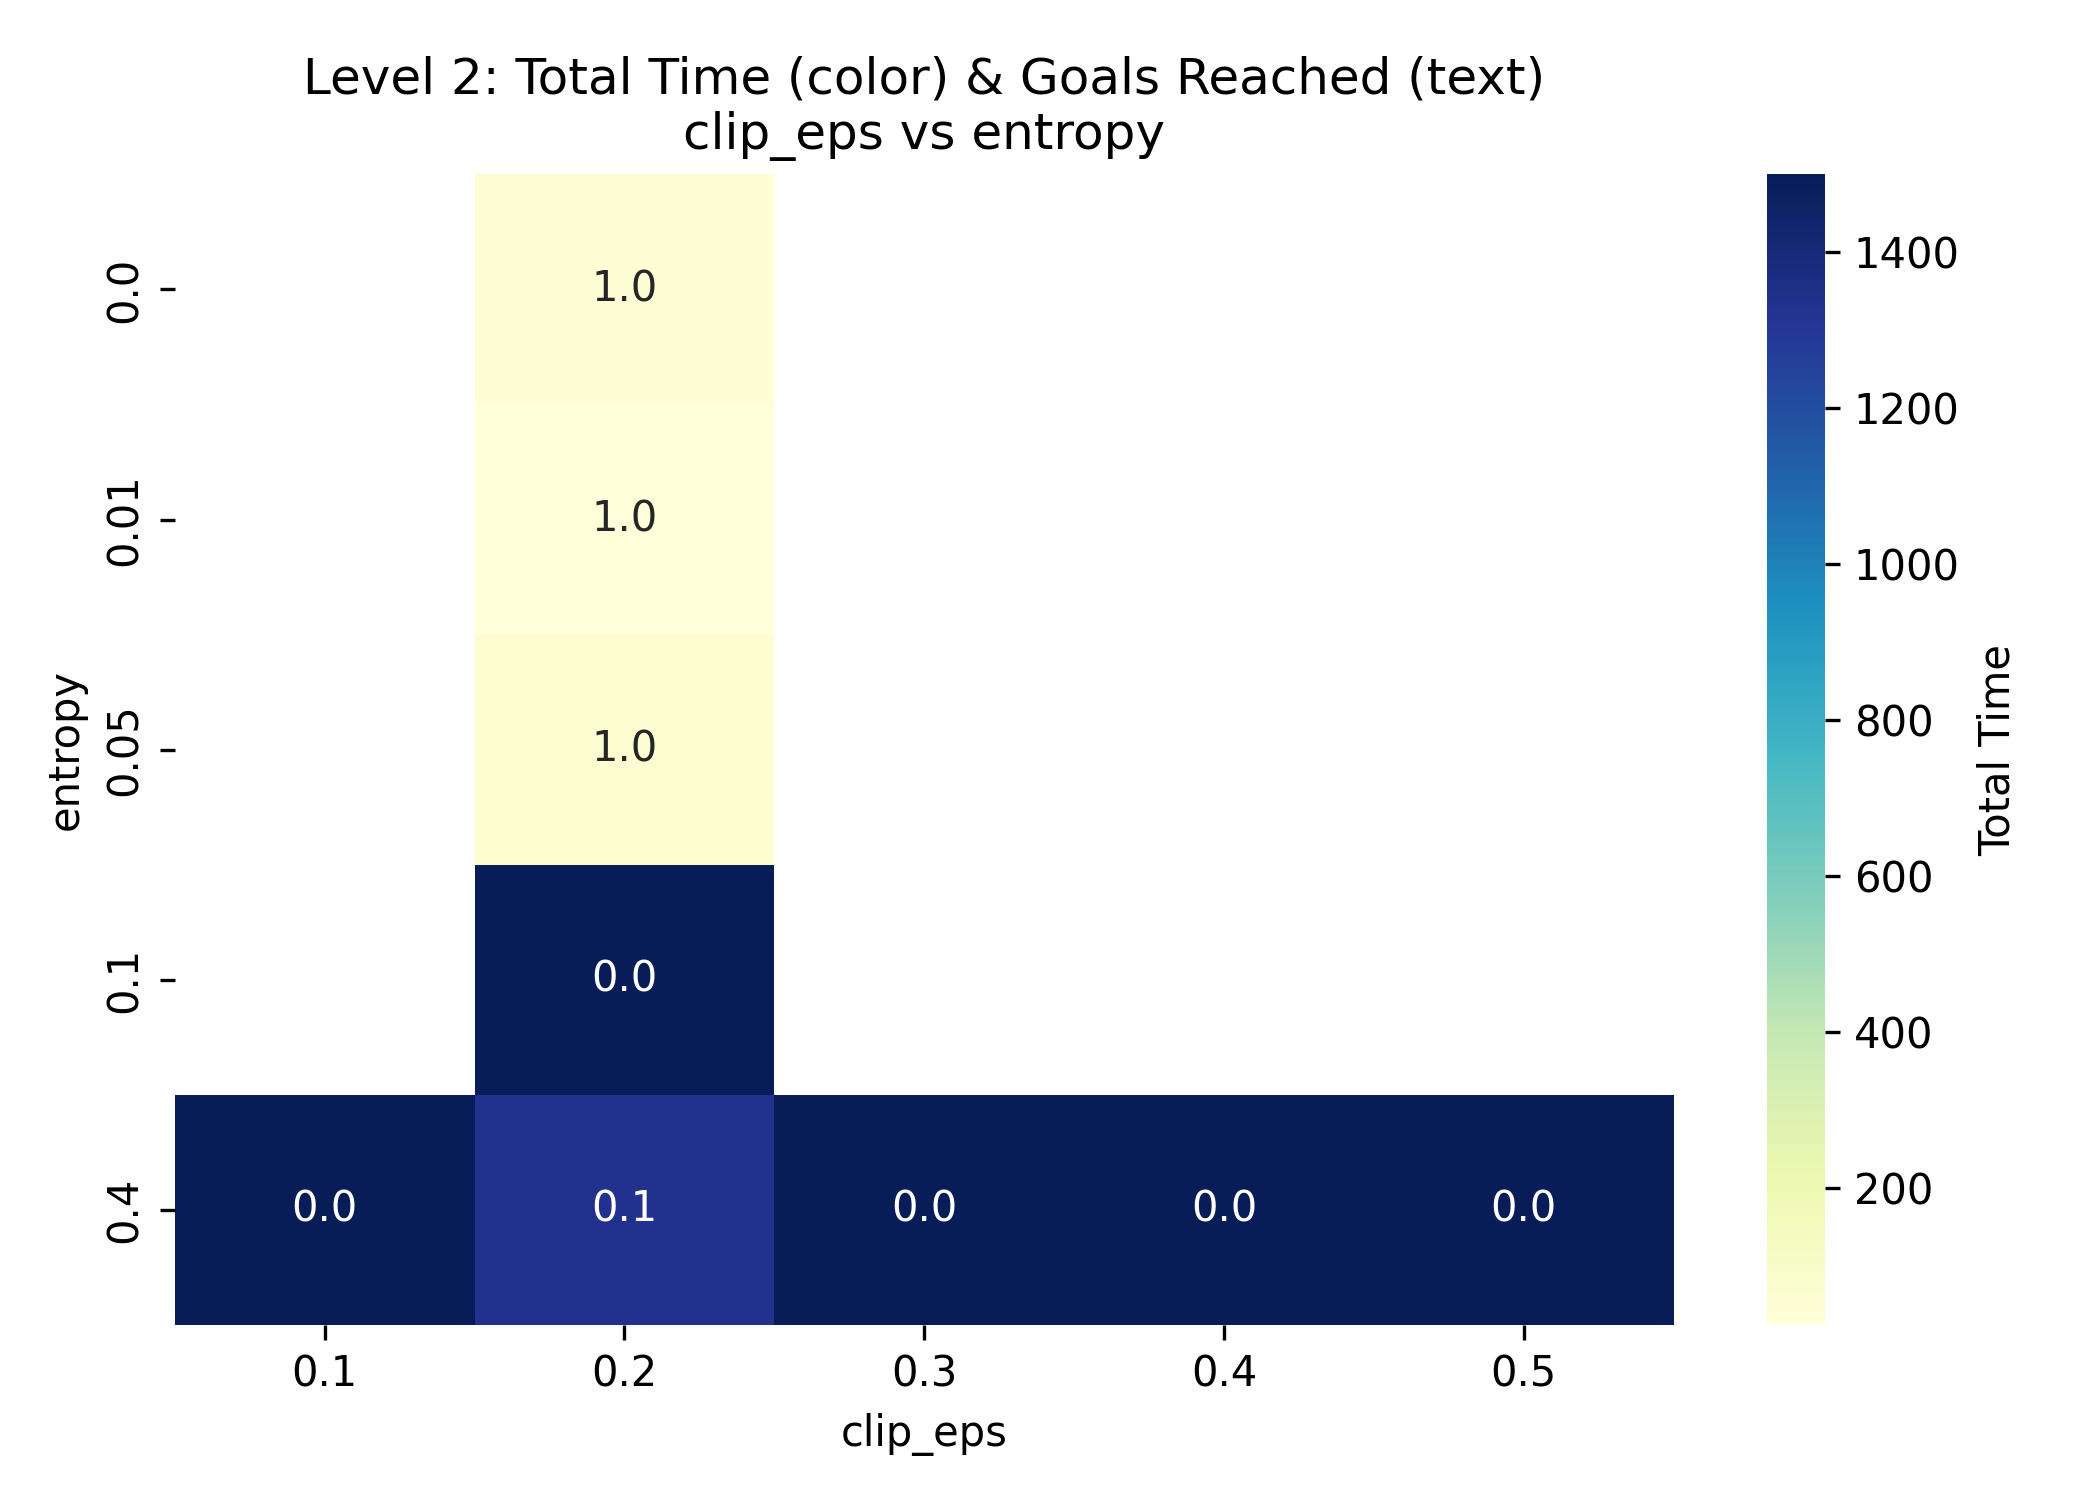 Level 2: Total Time (color) & Goals Reached (text)
clip_eps vs entropy
entropy
0.0
0.01
0.05
0.1
0.4
1.0
1.0
1.0
0.0
0.0 0.1 0.0 0.0 0.0
0.1 0.2 0.3 0.4 0.5
clip_eps
1400
1200
1000
800
600
400
200
Total Time